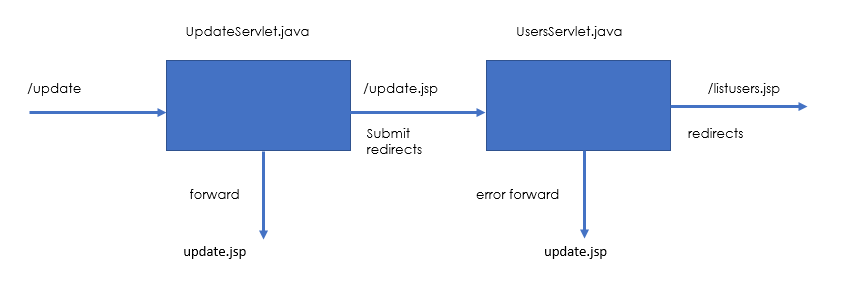 UpdateServlet.java
UsersServlet.java
/update
/update.jsp
/listusers.jsp
Submit
redirects
redirects
forward
error forward
update.jsp
update.jsp